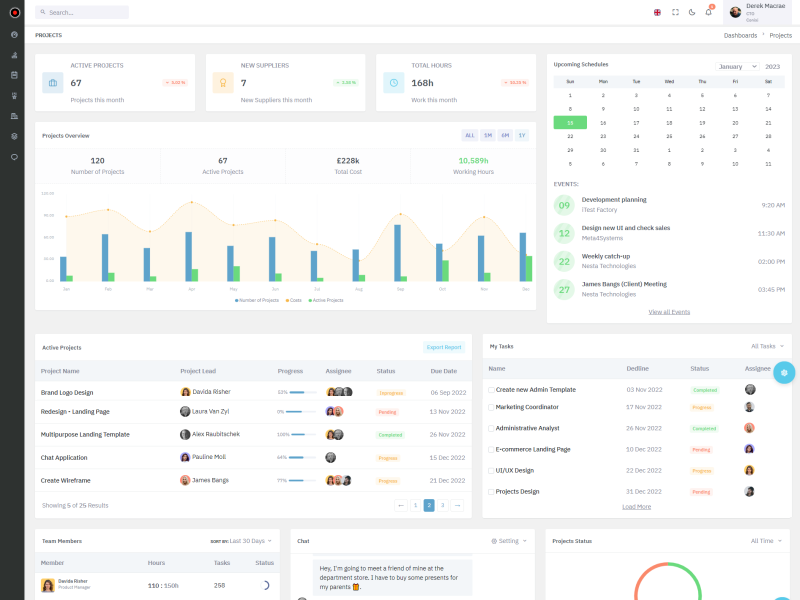 Search...
5
Derek Macrae
CTO
Derek
PROJECTS
Dashboards
Projects
ACTIVE PROJECTS
67
Projects this month
NEW SUPPLIERS
7
New Suppliers this month
TOTAL HOURS
168h
Work this month
Projects Overview
ALL 1M 6M 1Y
120
Number of Projects
67
Active Projects
£228k
Total Cost
10,589h
Working Hours
120.00
90.00
60.00
30.00
0.00
Jan Feb Mar Apr May Jun Jul Aug Sep Oct Nov Dec
Number of Projects Costs Active Projects
Upcoming Schedules
January 2023
Sun Mon Tue Wed Thu Fri Sat
1 2 3 4 5 6 7
8 9 10 11 12 13 14
15 16 17 18 19 20 21
22 23 24 25 26 27 28
29 30 31 1 2 3 4
5 6 7 8 9 10 11
EVENTS:
09 Development planning 9:20 AM
iTest Factory
12 Design new UI and check sales 11:30 AM
Meta4Systems
22 Weekly catch-up 02:00 PM
Nesta Technologies
27 James Bangs (Client) Meeting 03:45 PM
Nesta Technologies
View all Events
Active Projects
Export Report
Project Name Project Lead Progress Assignee Status Due Date
Brand Logo Design Davida Risher 53% Inprogress 06 Sep 2022
Redesign - Landing Page Laura Van Zyl 0% Pending 13 Nov 2022
Multipurpose Landing Template Alex Raubitschek 100% Completed 26 Nov 2022
Chat Application Pauline Moll 64% Progress 15 Dec 2022
Create Wireframe James Bangs 77% Progress 21 Dec 2022
Showing 5 of 25 Results
← 1 2 3 →
My Tasks
All Tasks
Name Dedline Status Assignee
Create new Admin Template 03 Nov 2022 Completed
Marketing Coordinator 17 Nov 2022 Progress
Administrative Analyst 26 Nov 2022 Completed
E-commerce Landing Page 10 Dec 2022 Pending
UI/UX Design 22 Dec 2022 Progress
Projects Design 31 Dec 2022 Pending
Load More
Team Members
SORT BY: Last 30 Days
Member Hours Tasks Status
Davida Risher
Product Manager
110 : 150h 258
Chat
Setting
Hey, I'm going to meet a friend of mine at the
department store. I have to buy some presents for
my parents 🎁.
Projects Status
All Time